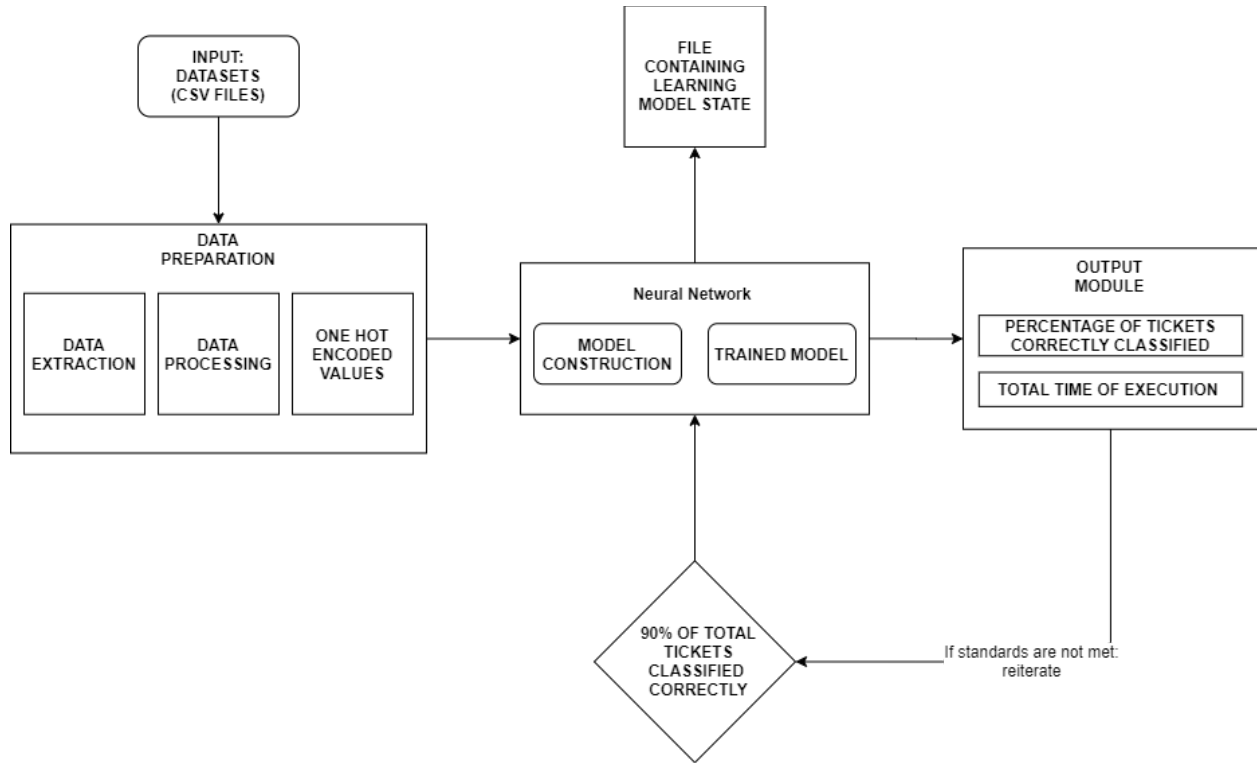 INPUT:
DATASETS
(CSV FILES)
FILE
CONTAINING
LEARNING
MODEL STATE
DATA
PREPARATION
DATA
EXTRACTION
DATA
PROCESSING
ONE HOT
ENCODED
VALUES
Neural Network
MODEL
CONSTRUCTION
TRAINED MODEL
OUTPUT
MODULE
PERCENTAGE OF TICKETS
CORRECTLY CLASSIFIED
TOTAL TIME OF EXECUTION
If standards are not met:
reiterate
90% OF TOTAL
TICKETS
CLASSIFIED
CORRECTLY